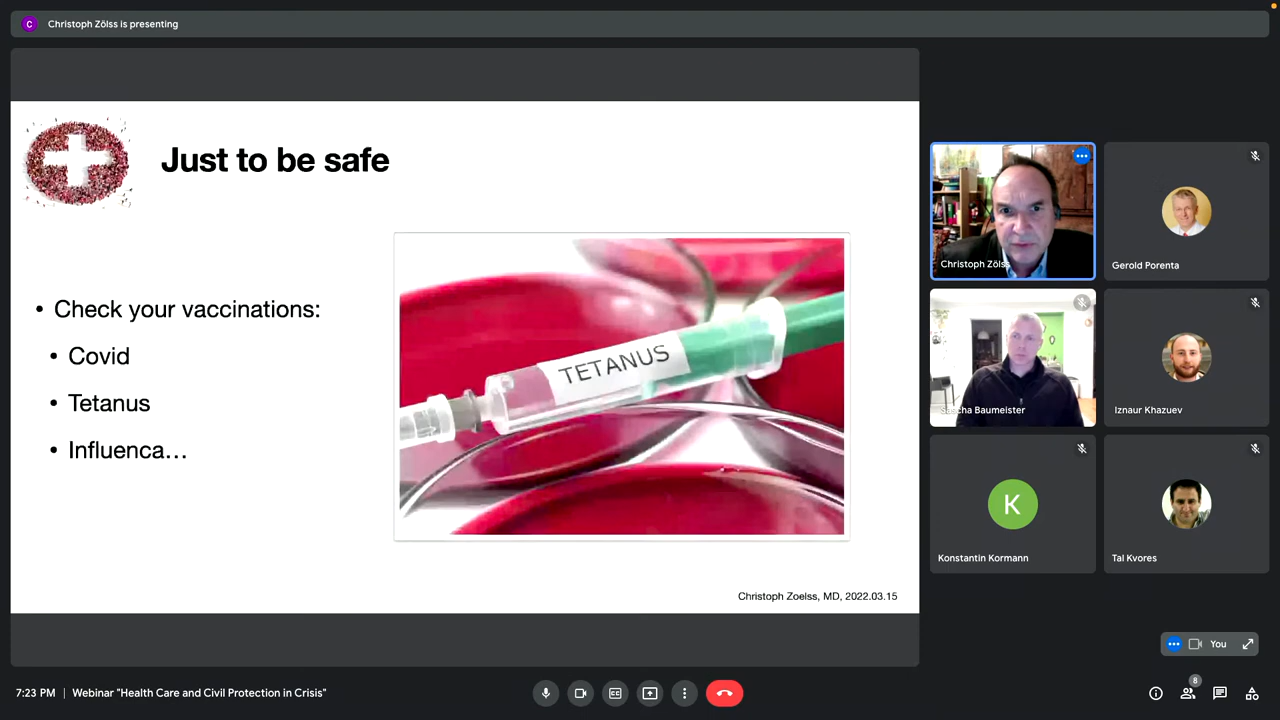 C
Christoph Zölss is presenting
Just to be safe
• Check your vaccinations:
• Covid
• Tetanus
• Influenca…
TETANUS
Christoph Zoelss, MD, 2022.03.15
Christoph Zölss
Gerold Porenta
Sascha Baumeister
Iznaur Khazuev
K
Konstantin Kormann
Tal Kvores
You
7:23 PM | Webinar "Health Care and Civil Protection in Crisis"
CC
8